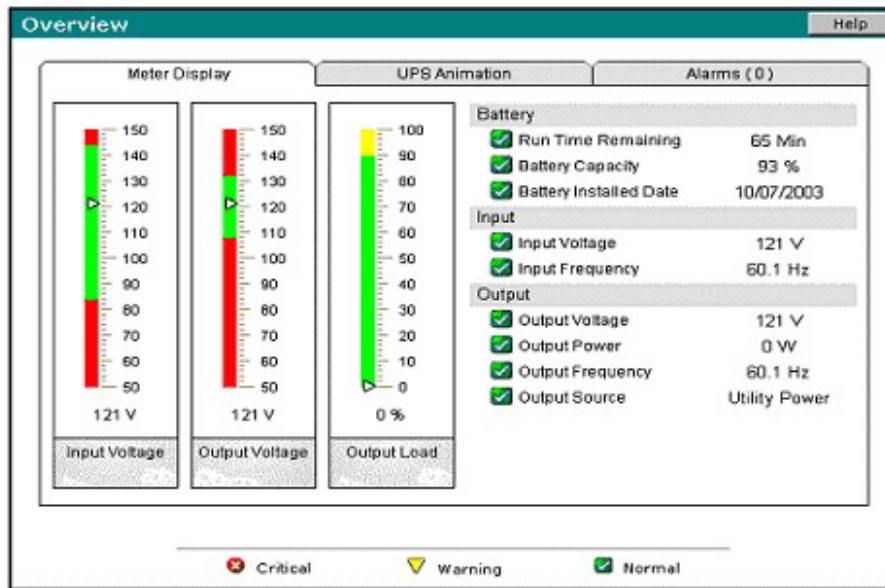 Overview
Help
Meter Display
UPS Animation
Alarms ( 0 )
150
140
130
120
110
100
90
80
70
60
50
121 V
Input Voltage
150
140
130
120
110
100
90
80
70
60
50
121 V
Output Voltage
100
90
80
70
60
50
40
30
20
10
0
0 %
Output Load
Battery
Run Time Remaining 65 Min
Battery Capacity 93 %
Battery Installed Date 10/07/2003
Input
Input Voltage 121 V
Input Frequency 60.1 Hz
Output
Output Voltage 121 V
Output Power 0 W
Output Frequency 60.1 Hz
Output Source Utility Power
Critical
Warning
Normal